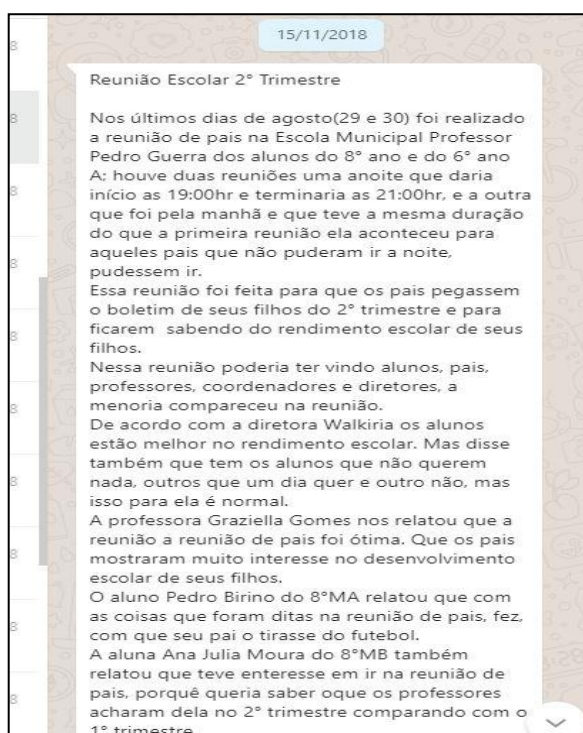 15/11/2018
Reunião Escolar 2° Trimestre
Nos últimos dias de agosto(29 e 30) foi realizado
a reunião de pais na Escola Municipal Professor
Pedro Guerra dos alunos do 8° ano e do 6° ano
A; houve duas reuniões uma anoite que daria
início as 19:00hr e terminaria as 21:00hr, e a outra
que foi pela manhã e que teve a mesma duração
do que a primeira reunião ela aconteceu para
aqueles pais que não puderam ir a noite,
pudessem ir.
Essa reunião foi feita para que os pais pegassem
o boletim de seus filhos do 2° trimestre e para
ficarem sabendo do rendimento escolar de seus
filhos.
Nessa reunião poderia ter vindo alunos, pais,
professores, coordenadores e diretores, a
menoria compareceu na reunião.
De acordo com a diretora Walkiria os alunos
estão melhor no rendimento escolar. Mas disse
também que tem os alunos que não querem
nada, outros que um dia quer e outro não, mas
isso para ela é normal.
A professora Graziella Gomes nos relatou que a
reunião a reunião de pais foi ótima. Que os pais
mostraram muito interesse no desenvolvimento
escolar de seus filhos.
O aluno Pedro Birino do 8°MA relatou que com
as coisas que foram ditas na reunião de pais, fez,
com que seu pai o tirasse do futebol.
A aluna Ana Julia Moura do 8°MB também
relatou que teve enteresse em ir na reunião de
pais, porquê queria saber oque os professores
acharam dela no 2° trimestre comparando com o
1° trimestre